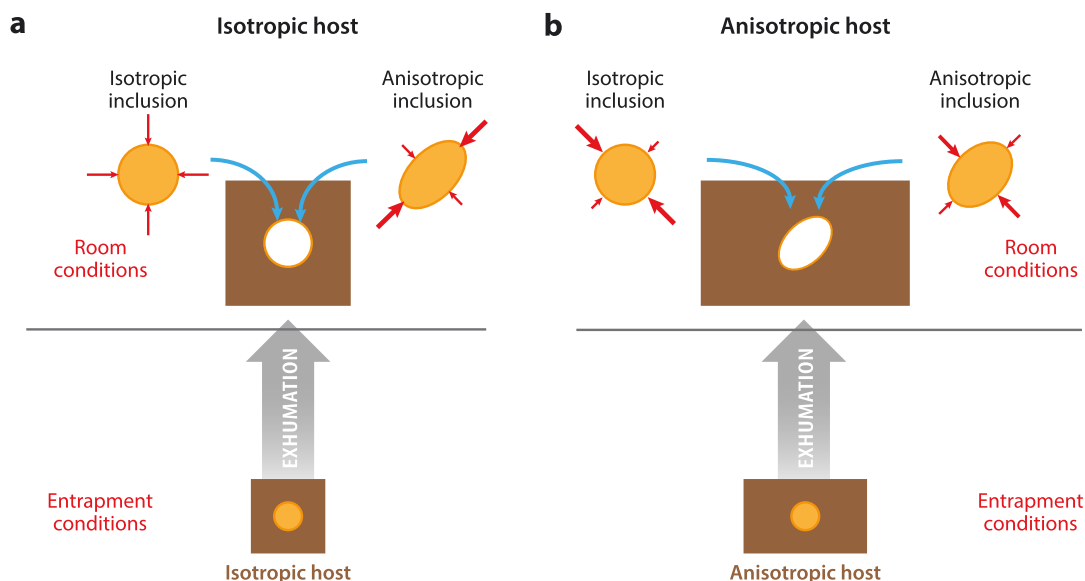 a
Isotropic host
Isotropic
inclusion
Anisotropic
inclusion
Room
conditions
EXHUMATION
Entrapment
conditions
Isotropic host
b
Anisotropic host
Isotropic
inclusion
Anisotropic
inclusion
Room
conditions
EXHUMATION
Entrapment
conditions
Anisotropic host